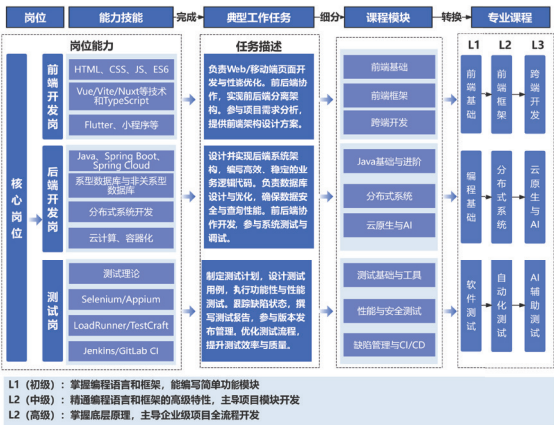 岗位
能力技能
完成
典型工作任务
细分
课程模块
转换
专业课程
岗位能力
任务描述
L1 L2 L3
核心岗位
前端开发岗
HTML、CSS、JS、ES6
Vue/Vite/Nuxt等技术
和TypeScript
Flutter、小程序等
负责Web/移动端页面开
发与性能优化。前后端协
作，实现前后端分离架
构。参与项目需求分析，
提供前端架构设计方案。
前端基础
前端框架
跨端开发
前端基础
前端框架
跨端开发
后端开发岗
Java、Spring Boot、
Spring Cloud
系型数据库与非关系型
数据库
分布式系统开发
云计算、容器化
设计并实现后端系统架
构，编写高效、稳定的业
务逻辑代码。负责数据库
设计与优化，确保数据安
全与查询性能。前后端协
作开发，参与系统测试与
调试。
Java基础与进阶
分布式系统
云原生与AI
编程基础
分布式系统
云原生与AI
测试岗
测试理论
Selenium/Appium
LoadRunner/TestCraft
Jenkins/GitLab CI
制定测试计划，设计测试
用例，执行功能性与性能
测试。跟踪缺陷状态，撰
写测试报告，参与版本发
布管理，优化测试流程，
提升测试效率与质量。
测试基础与工具
性能与安全测试
缺陷管理与CI/CD
软件测试
自动化测试
AI辅助测试
L1（初级）：掌握编程语言和框架，能编写简单功能模块
L2（中级）：精通编程语言和框架的高级特性，主导项目模块开发
L2（高级）：掌握底层原理，主导企业级项目全流程开发